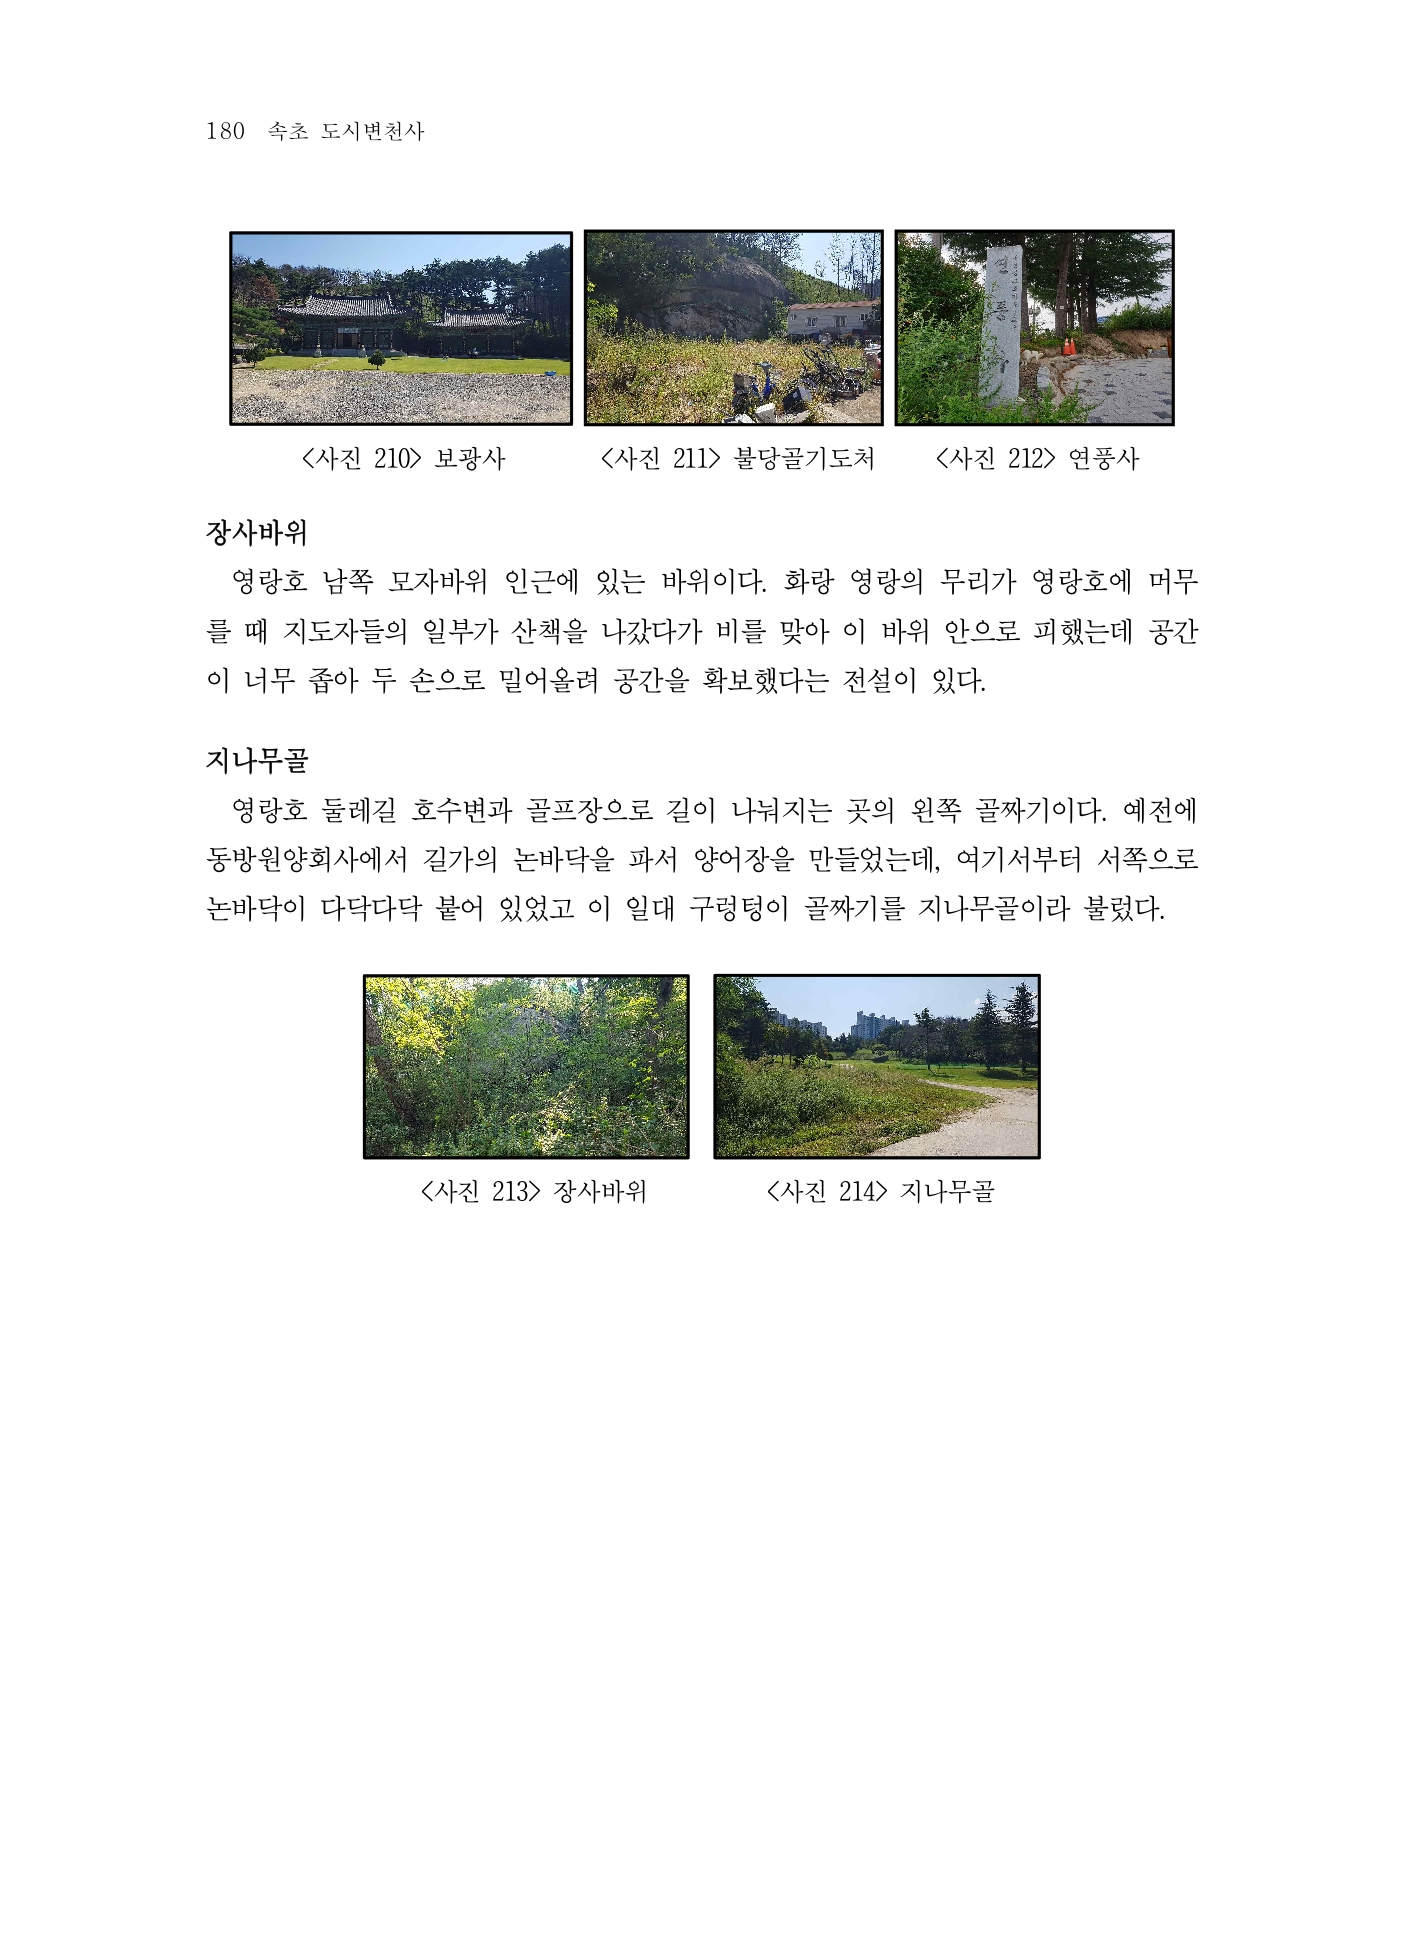 180 속초 도시변천사
<사진 210> 보광사
<사진 211> 불당골기도처
<사진 212> 연풍사
장사바위
영랑호 남쪽 모자바위 인근에 있는 바위이다. 화랑 영랑의 무리가 영랑호에 머무
를 때 지도자들의 일부가 산책을 나갔다가 비를 맞아 이 바위 안으로 피했는데 공간
이 너무 좁아 두 손으로 밀어올려 공간을 확보했다는 전설이 있다.
지나무골
영랑호 둘레길 호수변과 골프장으로 길이 나눠지는 곳의 왼쪽 골짜기이다. 예전에
동방원양회사에서 길가의 논바닥을 파서 양어장을 만들었는데, 여기서부터 서쪽으로
논바닥이 다닥다닥 붙어 있었고 이 일대 구렁텅이 골짜기를 지나무골이라 불렀다.
<사진 213> 장사바위
<사진 214> 지나무골